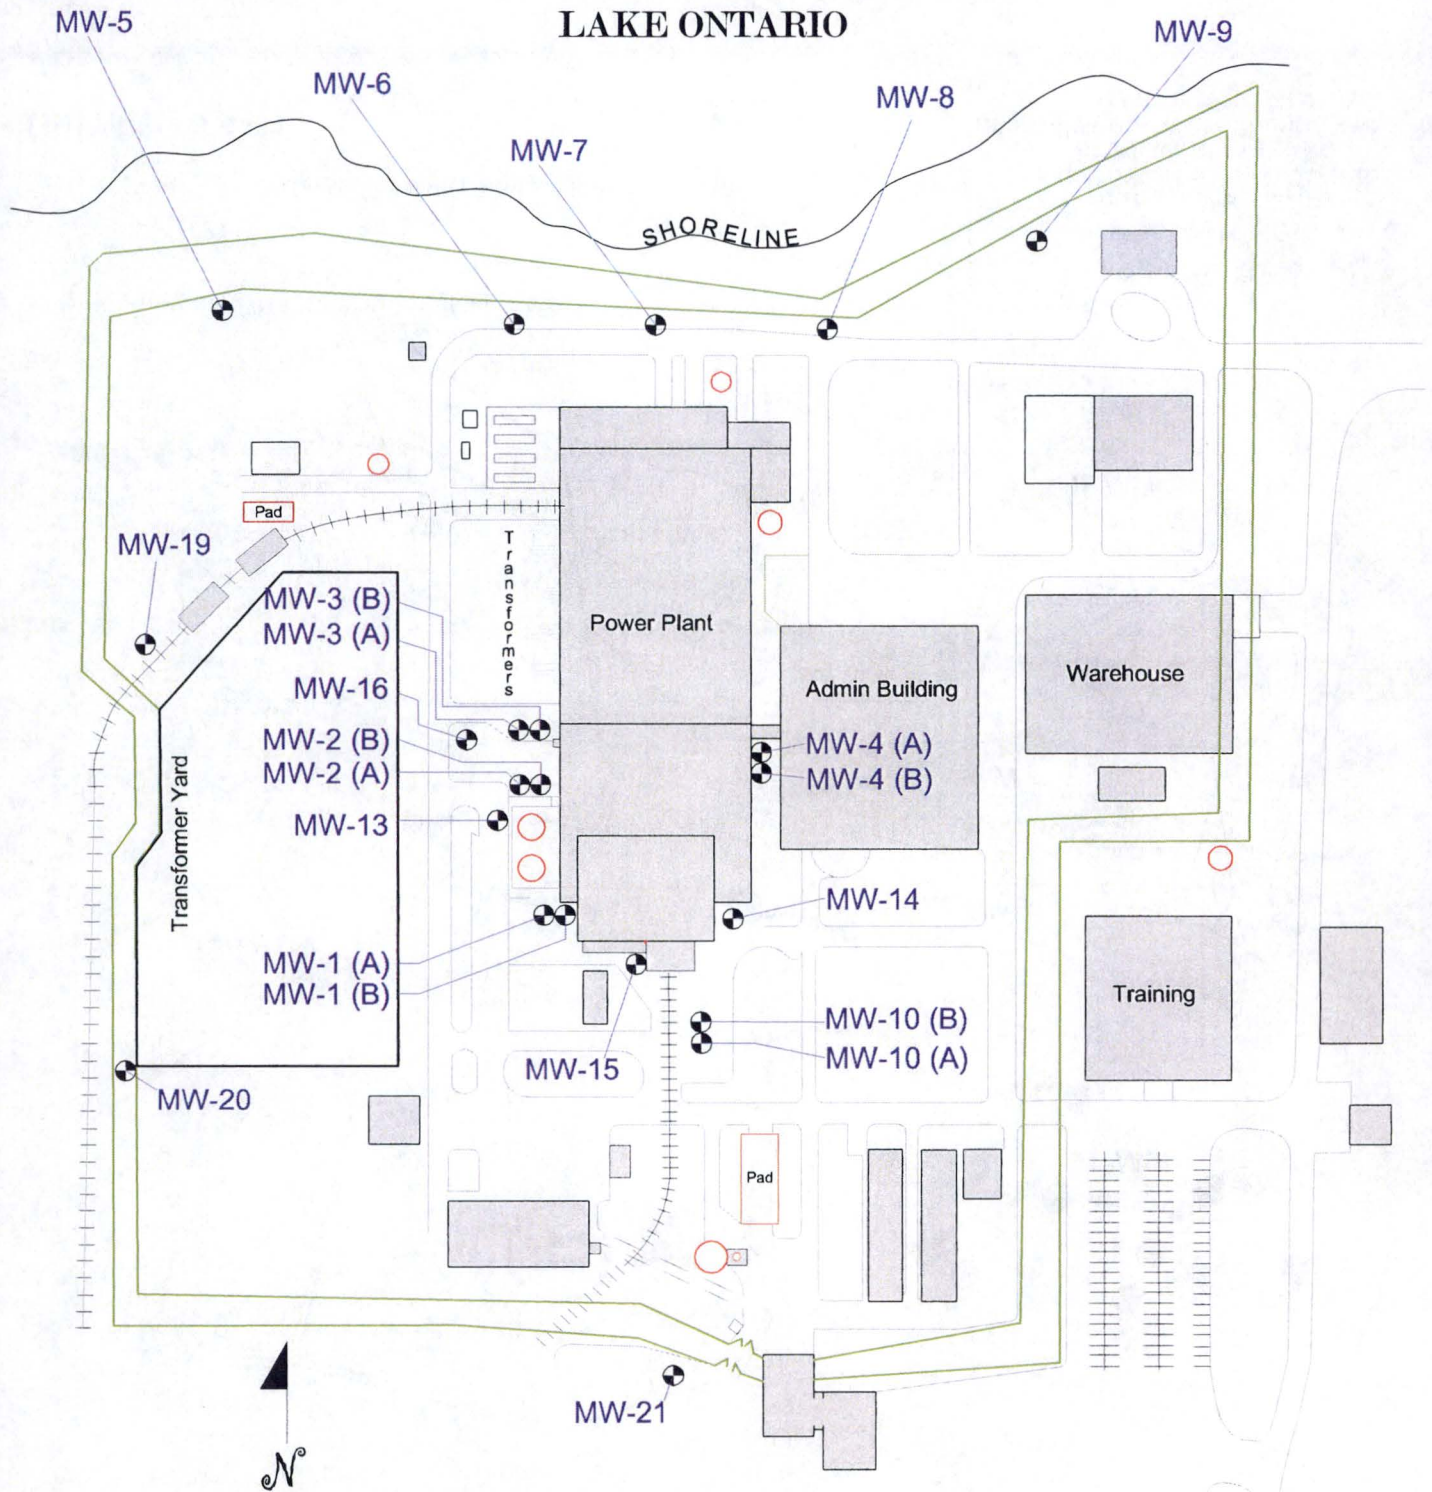 MW-5
LAKE ONTARIO
MW-9
MW-6
MW-8
MW-7
SHORELINE
Pad
MW-19
Transformers
MW-3 (B)
MW-3 (A)
Power Plant
Warehouse
MW-16
Admin Building
MW-2 (B)
MW-4 (A)
MW-2 (A)
MW-4 (B)
MW-13
Transformer Yard
MW-14
MW-1 (A)
MW-1 (B)
Training
MW-10 (B)
MW-10 (A)
MW-15
MW-20
Pad
MW-21
N